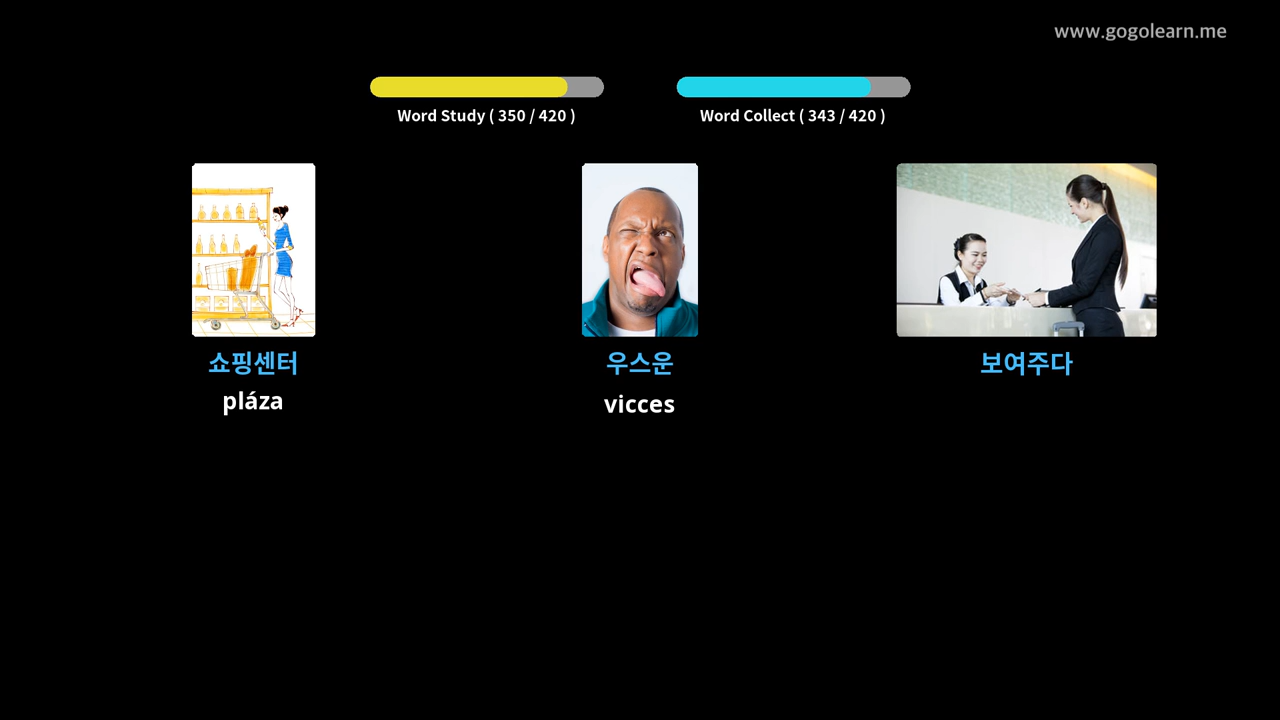 www.gogolearn.me
Word Study ( 350 / 420 )
Word Collect ( 343 / 420 )
쇼핑센터
pláza
우스운
vicces
보여주다